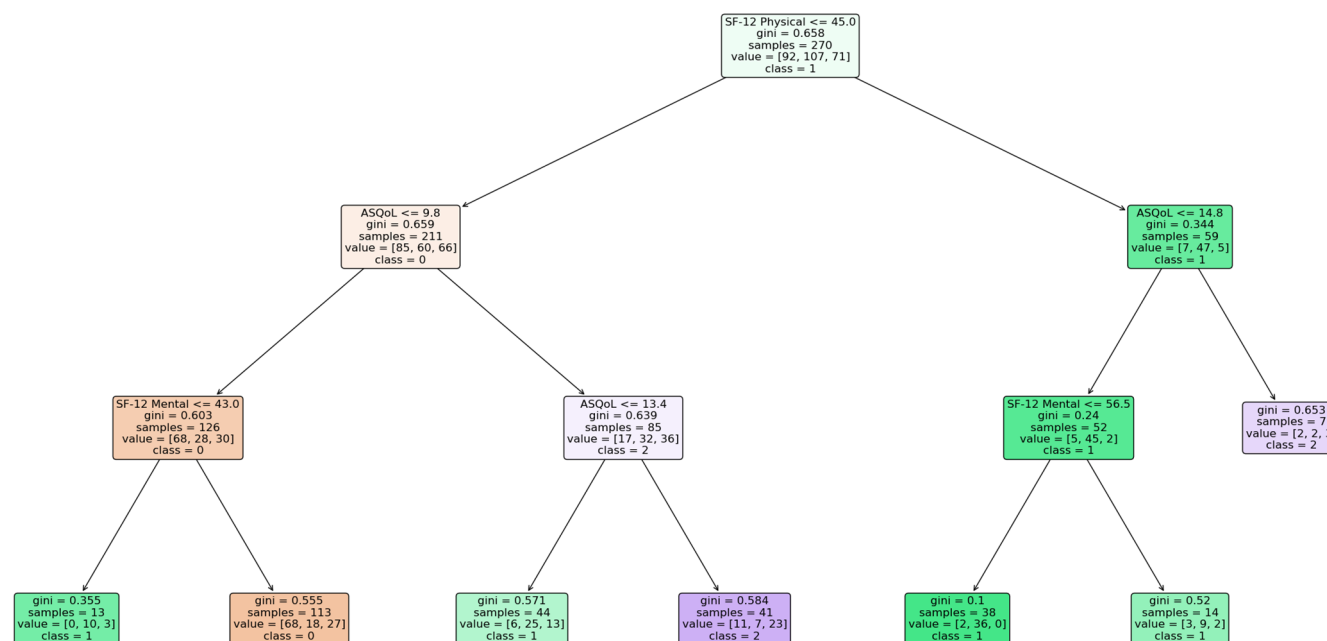 SF-12 Physical <= 45.0
gini = 0.658
samples = 270
value = [92, 107, 71]
class = 1
ASQoL <= 9.8
gini = 0.659
samples = 211
value = [85, 60, 66]
class = 0
ASQoL <= 14.8
gini = 0.344
samples = 59
value = [7, 47, 5]
class = 1
SF-12 Mental <= 43.0
gini = 0.603
samples = 126
value = [68, 28, 30]
class = 0
ASQoL <= 13.4
gini = 0.639
samples = 85
value = [17, 32, 36]
class = 2
SF-12 Mental <= 56.5
gini = 0.24
samples = 52
value = [5, 45, 2]
class = 1
gini = 0.653
samples = 7
value = [2, 2,
class = 2
gini = 0.355
samples = 13
value = [0, 10, 3]
class = 1
gini = 0.555
samples = 113
value = [68, 18, 27]
class = 0
gini = 0.571
samples = 44
value = [6, 25, 13]
class = 1
gini = 0.584
samples = 41
value = [11, 7, 23]
class = 2
gini = 0.1
samples = 38
value = [2, 36, 0]
class = 1
gini = 0.52
samples = 14
value = [3, 9, 2]
class = 1